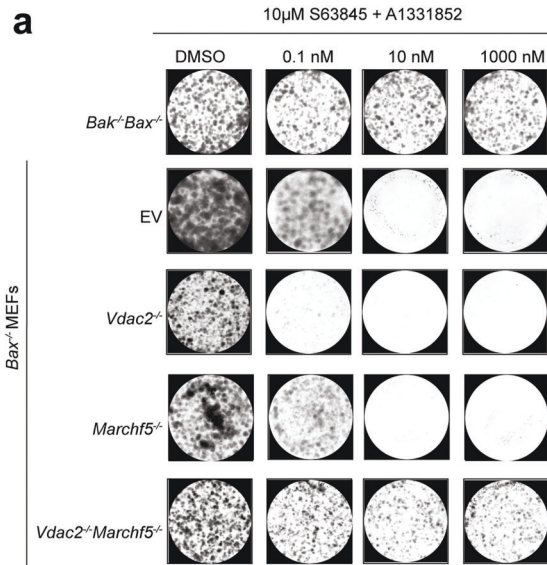 a
10µM S63845 + A1331852
DMSO 0.1 nM 10 nM 1000 nM
Bak-/-Bax-/-
Bax-/- MEFs
EV
Vdac2-/-
Marchf5-/-
Vdac2-/-Marchf5-/-